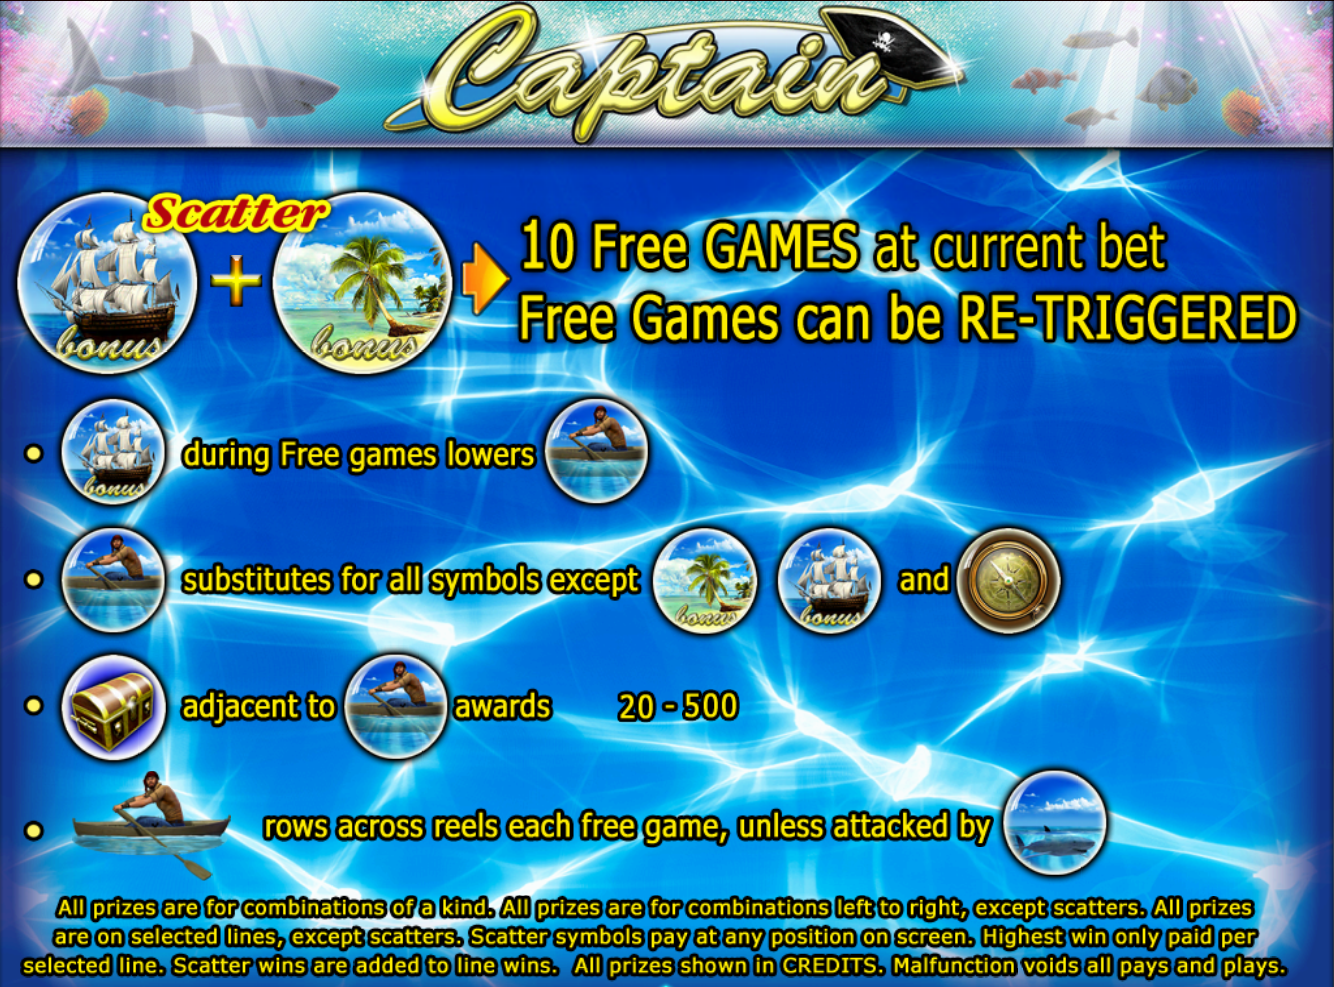 Captain
Scatter
bonus bonus
10 Free GAMES at current bet
Free Games can be RE-TRIGGERED
bonus during Free games lowers
substitutes for all symbols except bonus bonus and
adjacent to awards 20 - 500
rows across reels each free game, unless attacked by
All prizes are for combinations of a kind. All prizes are for combinations left to right, except scatters. All prizes
are on selected lines, except scatters. Scatter symbols pay at any position on screen. Highest win only paid per
selected line. Scatter wins are added to line wins. All prizes shown in CREDITS. Malfunction voids all pays and plays.